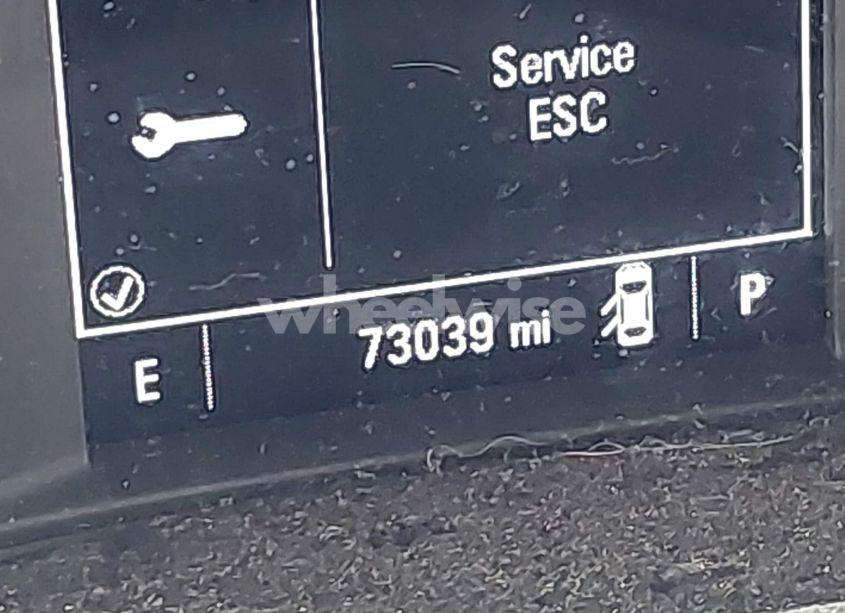 Service
ESC
wheelwise
73039 mi
P
E